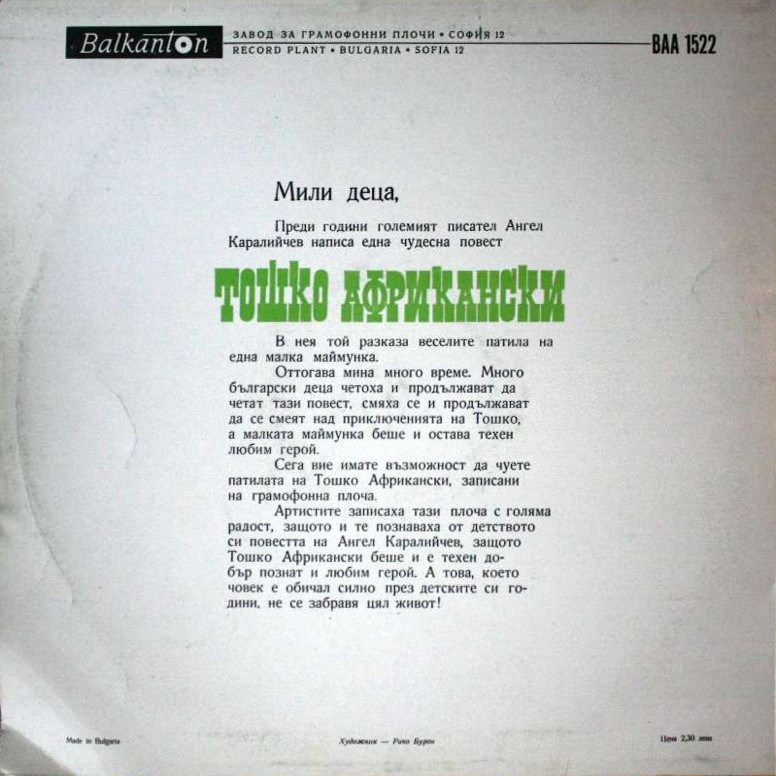 Balkanton
ЗАВОД ЗА ГРАМОФОННИ ПЛОЧИ • СОФИЯ 12
RECORD PLANT • BULGARIA • SOFIA 12
ВАА 1522
Мили деца,
Преди години големият писател Ангел
Каралийчев написа една чудесна повест
ТОШКО АФРИКАНСКИ
В нея той разказа веселите патила на
една малка маймунка.
Оттогава мина много време. Много
български деца четоха и продължават да
четат тази повест, смяха се и продължават
да се смеят над приключенията на Тошко,
а малката маймунка беше и остава техен
любим герой.
Сега вие имате възможност да чуете
патилата на Тошко Африкански, записани
на грамофонна плоча.
Артистите записаха тази плоча с голяма
радост, защото и те познаваха от детството
си повестта на Ангел Каралийчев, защото
Тошко Африкански беше и е техен до-
бър познат и любим герой. А това, което
човек е обичал силно през детските си го-
дини, не се забравя цял живот!
Made in Bulgaria
Художник —
Цена 2,30 лева